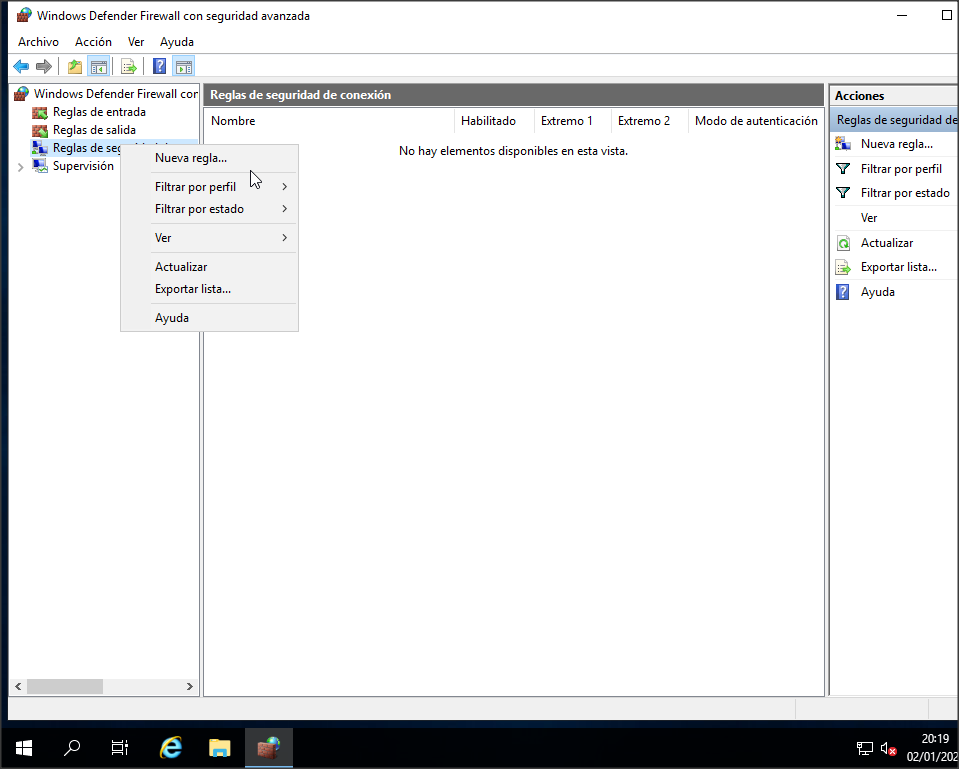 Windows Defender Firewall con seguridad avanzada
Archivo Acción Ver Ayuda
Windows Defender Firewall con
Reglas de entrada
Reglas de salida
Reglas de seg
Supervisión
Nueva regla...
Filtrar por perfil
Filtrar por estado
Ver
Actualizar
Exportar lista...
Ayuda
Reglas de seguridad de conexión
Nombre Habilitado Extremo 1 Extremo 2 Modo de autenticación
No hay elementos disponibles en esta vista.
Acciones
Reglas de seguridad de
Nueva regla...
Filtrar por perfil
Filtrar por estado
Ver
Actualizar
Exportar lista...
Ayuda
20:19
02/01/202